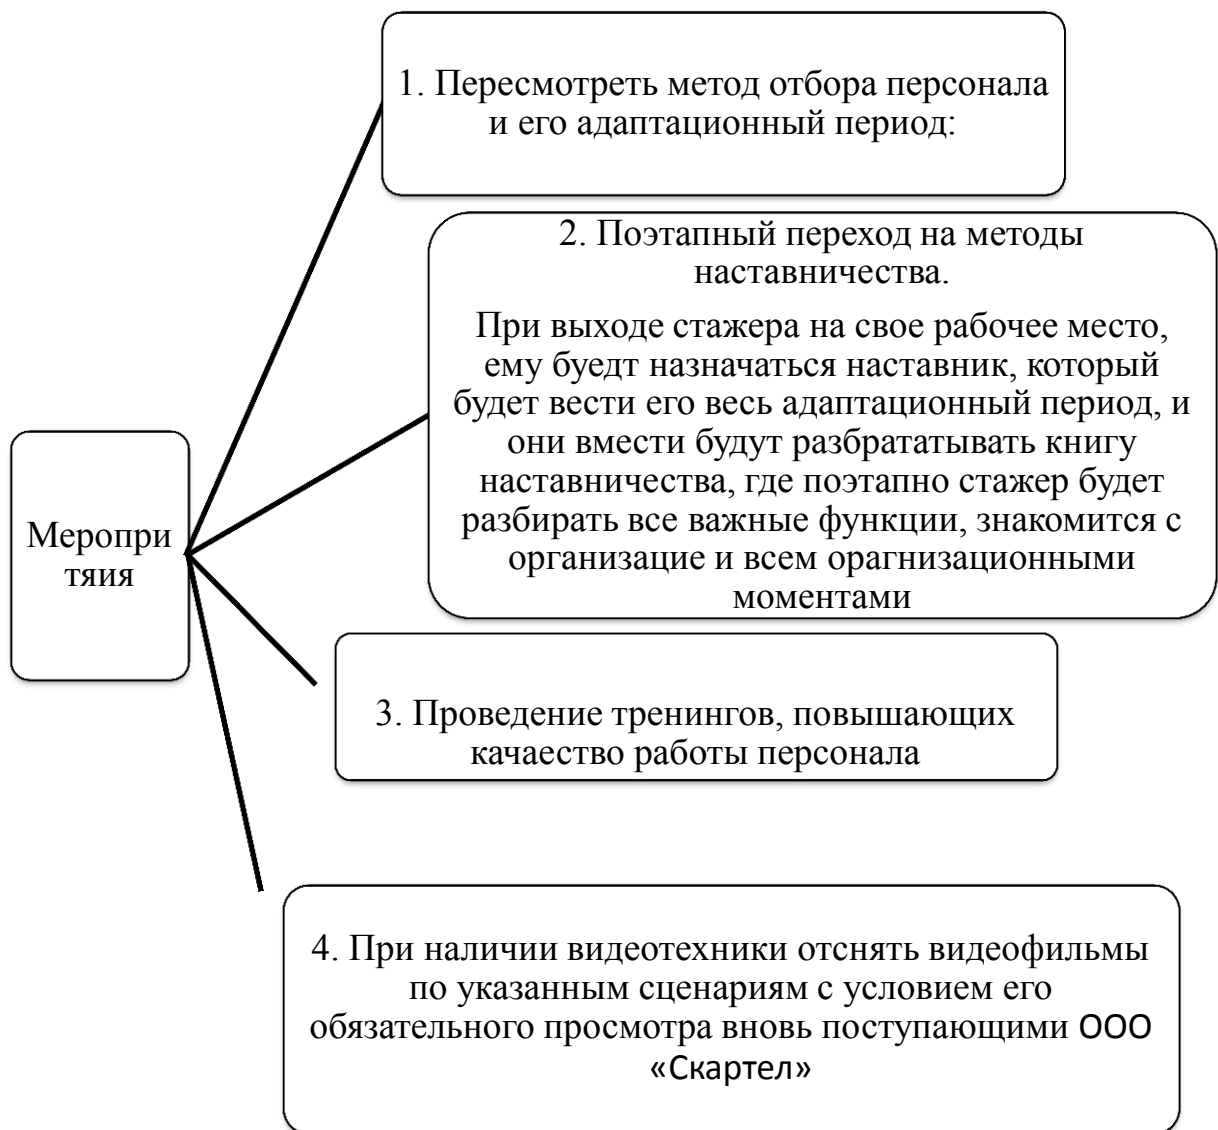 1. Пересмотреть метод отбора персонала
и его адаптационный период:
2. Поэтапный переход на методы
наставничества.
При выходе стажера на свое рабочее место,
ему буедт назначаться наставник, который
будет вести его весь адаптационный период, и
они вмести будут разбрататывать книгу
наставничества, где поэтапно стажер будет
разбирать все важные функции, знакомится с
организацие и всем орагнизационными
моментами
Меропри
тяия
3. Проведение тренингов, повышающих
качаество работы персонала
4. При наличии видеотехники отснять видеофильмы
по указанным сценариям с условием его
обязательного просмотра вновь поступающими ООО
«Скартел»